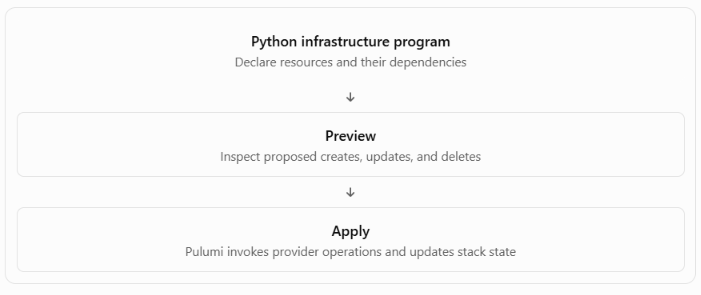 Python infrastructure program
Declare resources and their dependencies
↓
Preview
Inspect proposed creates, updates, and deletes
↓
Apply
Pulumi invokes provider operations and updates stack state